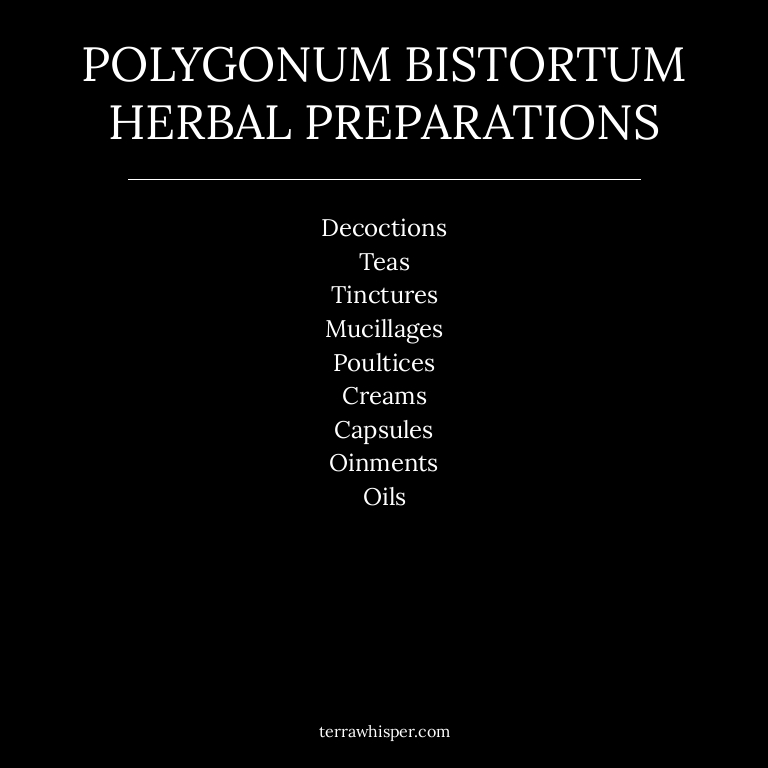 POLYGONUM BISTORTUM
HERBAL PREPARATIONS
Decoctions
Teas
Tinctures
Mucillages
Poultices
Creams
Capsules
Oinments
Oils
terrawhisper.com